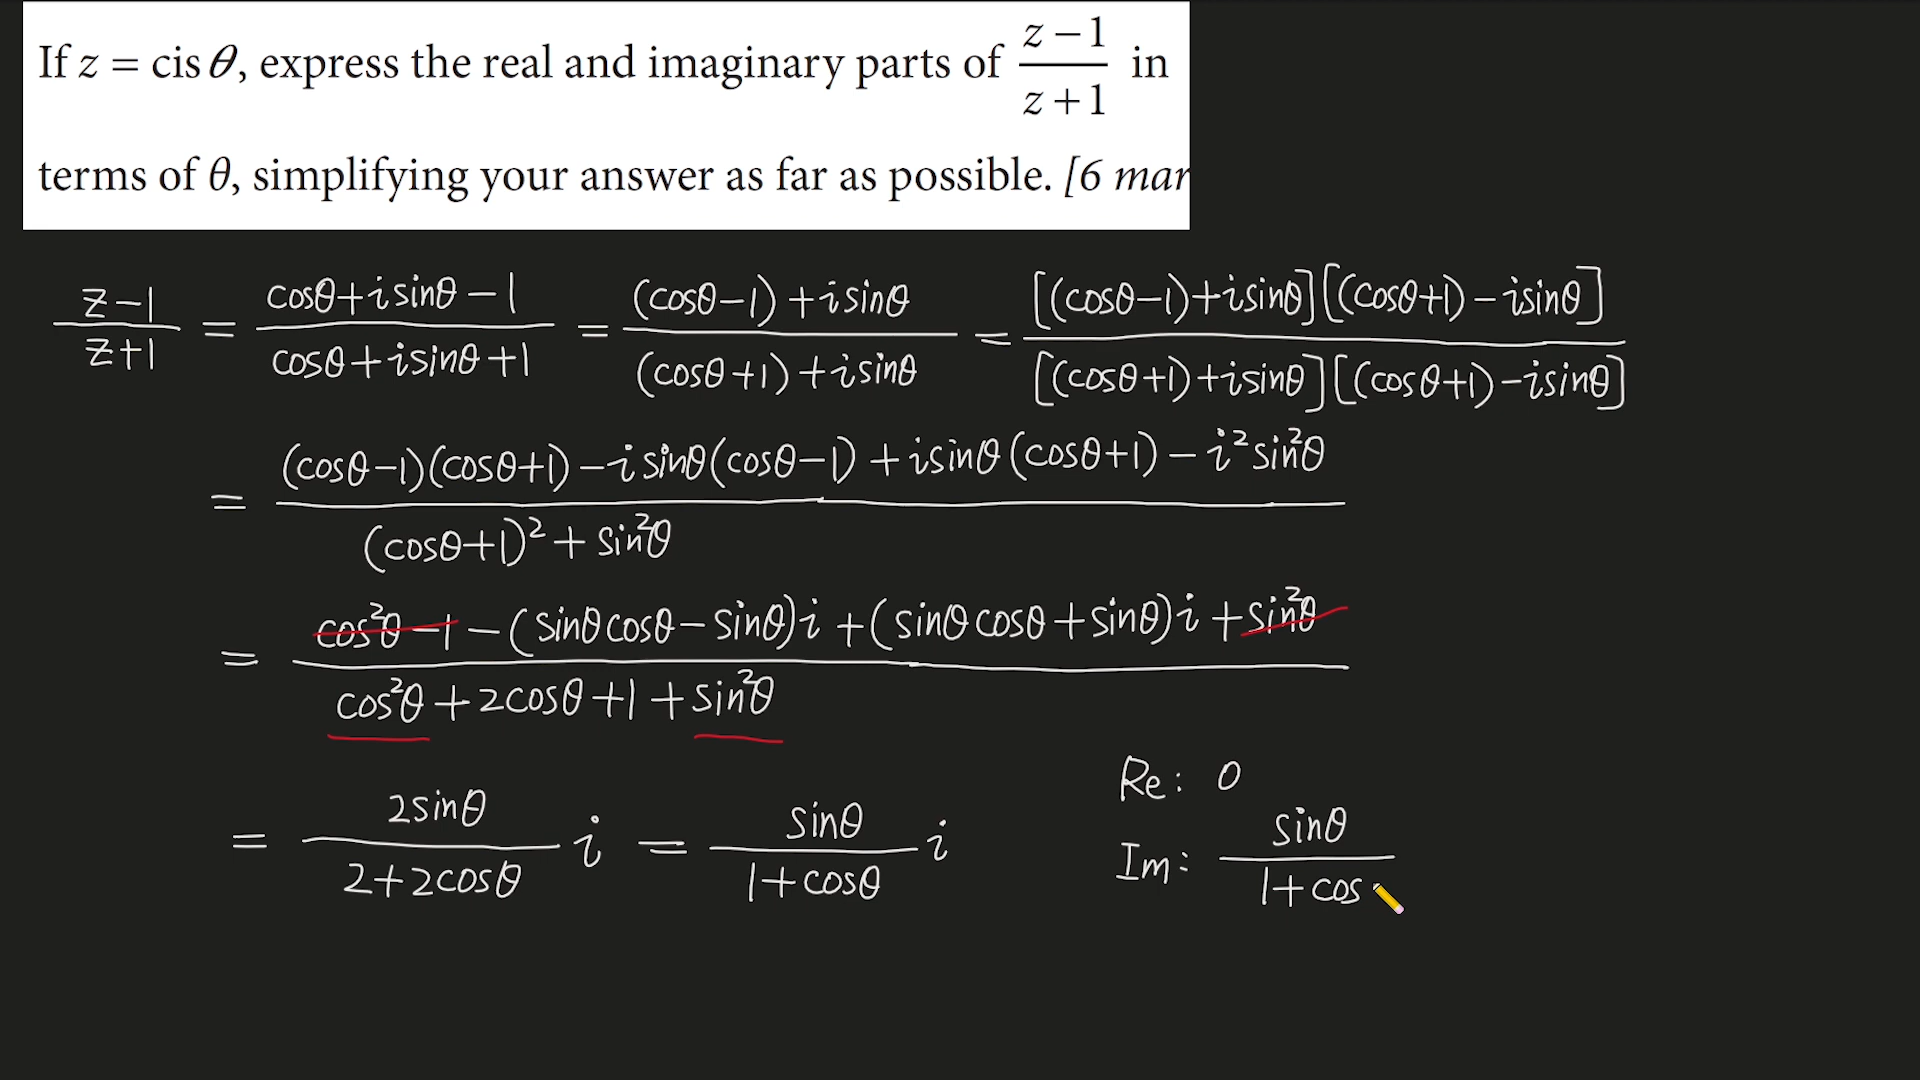 If z = cis θ, express the real and imaginary parts of (z − 1)/(z + 1) in
terms of θ, simplifying your answer as far as possible. [6 mar
(z−1)/(z+1) = (cosθ+isinθ−1)/(cosθ+isinθ+1) = ((cosθ−1)+isinθ)/((cosθ+1)+isinθ) = ([(cosθ−1)+isinθ][(cosθ+1)−isinθ])/([(cosθ+1)+isinθ][(cosθ+1)−isinθ])
= ((cosθ−1)(cosθ+1)−isinθ(cosθ−1)+isinθ(cosθ+1)−i²sin²θ)/((cosθ+1)²+sin²θ)
= (cos²θ−1−(sinθcosθ−sinθ)i+(sinθcosθ+sinθ)i+sin²θ)/(cos²θ+2cosθ+1+sin²θ)
= (2sinθ)/(2+2cosθ) i = (sinθ)/(1+cosθ) i
Re: 0
Im: (sinθ)/(1+cos